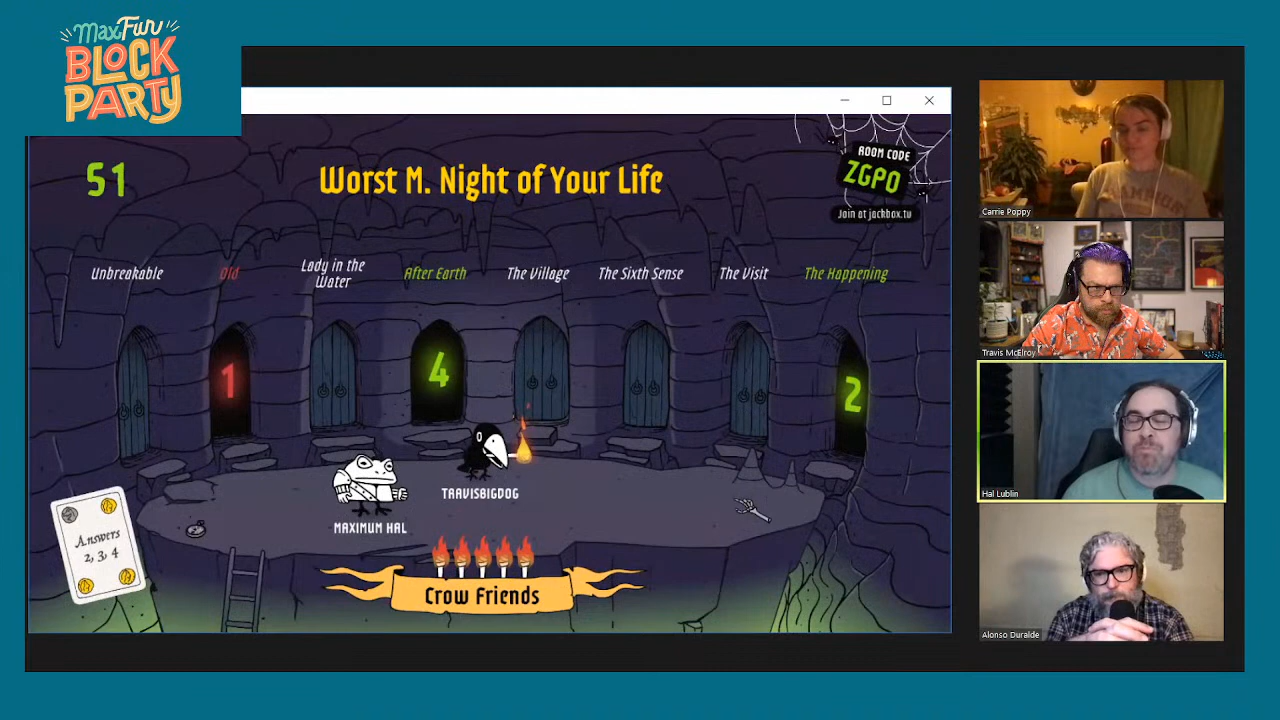 MaxFun
BLOCK
PARTY
51
Worst M. Night of Your Life
ROOM CODE
ZGPO
Join at jackbox.tv
Unbreakable
Old
Lady in the
Water
After Earth
The Village
The Sixth Sense
The Visit
The Happening
1
4
2
Answers
2, 3, 4
TRAVISBIGDOG
MAXIMUM HAL
Crow Friends
Carrie Poppy
Travis McElroy
Hal Lublin
Alonso Duralde